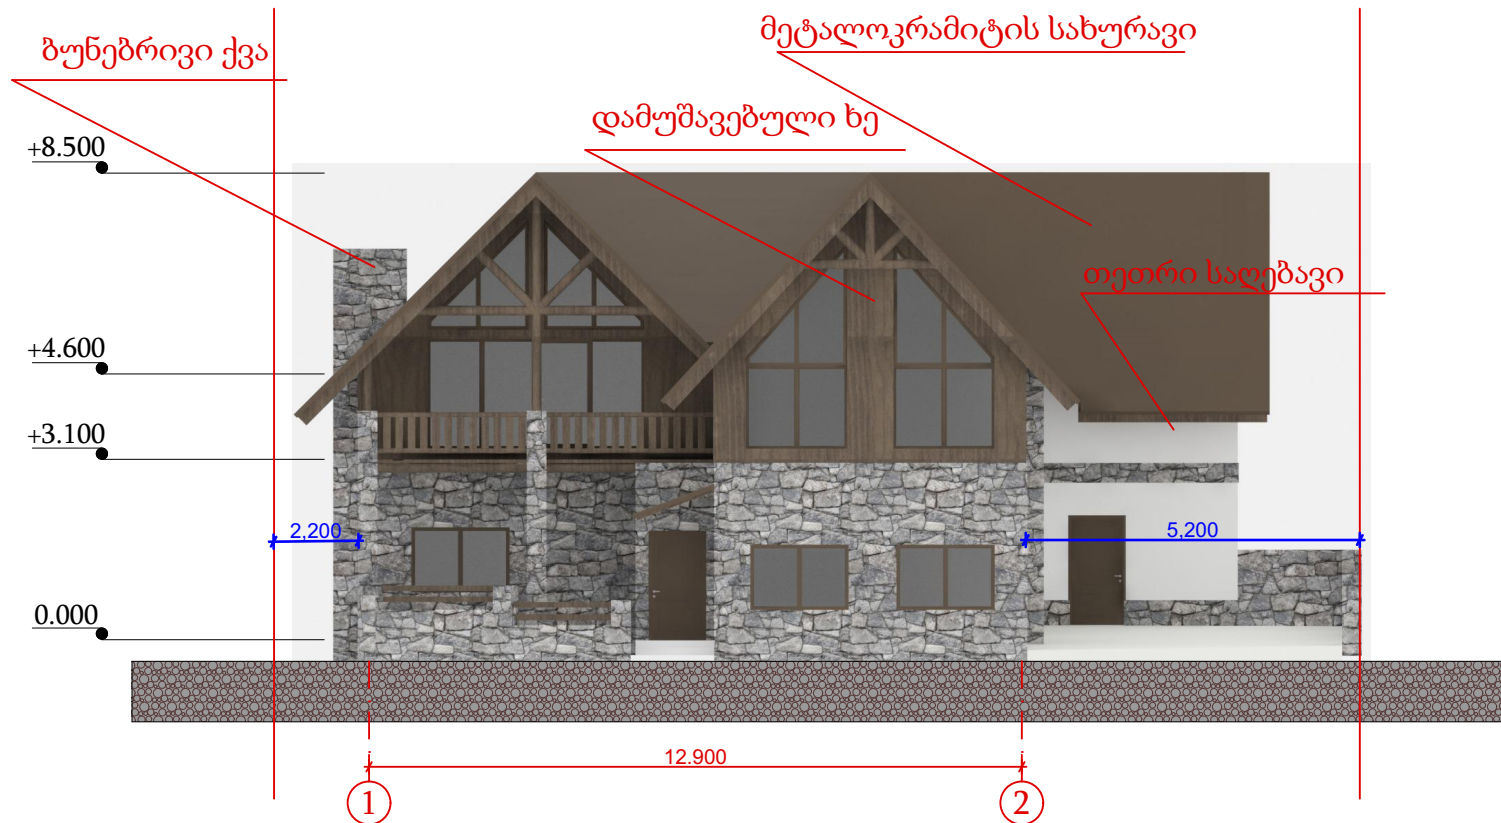 მეტალოკრამიტის სახურავი
ბუნებრივი ქვა
დამუშავებული ხე
+8.500
თეთრი საღებავი
+4.600
+3.100
2,200
5,200
0.000
12.900
1
2